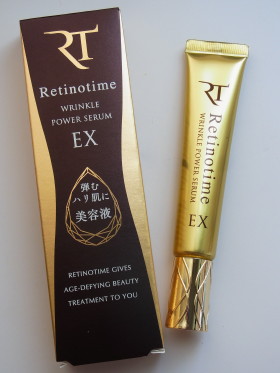 RT
Retinotime
WRINKLE
POWER SERUM
EX
弾む
ハリ肌に
美容液
RETINOTIME GIVES
AGE-DEFYING BEAUTY
TREATMENT TO YOU
RT
Retinotime
WRINKLE POWER SERUM
EX